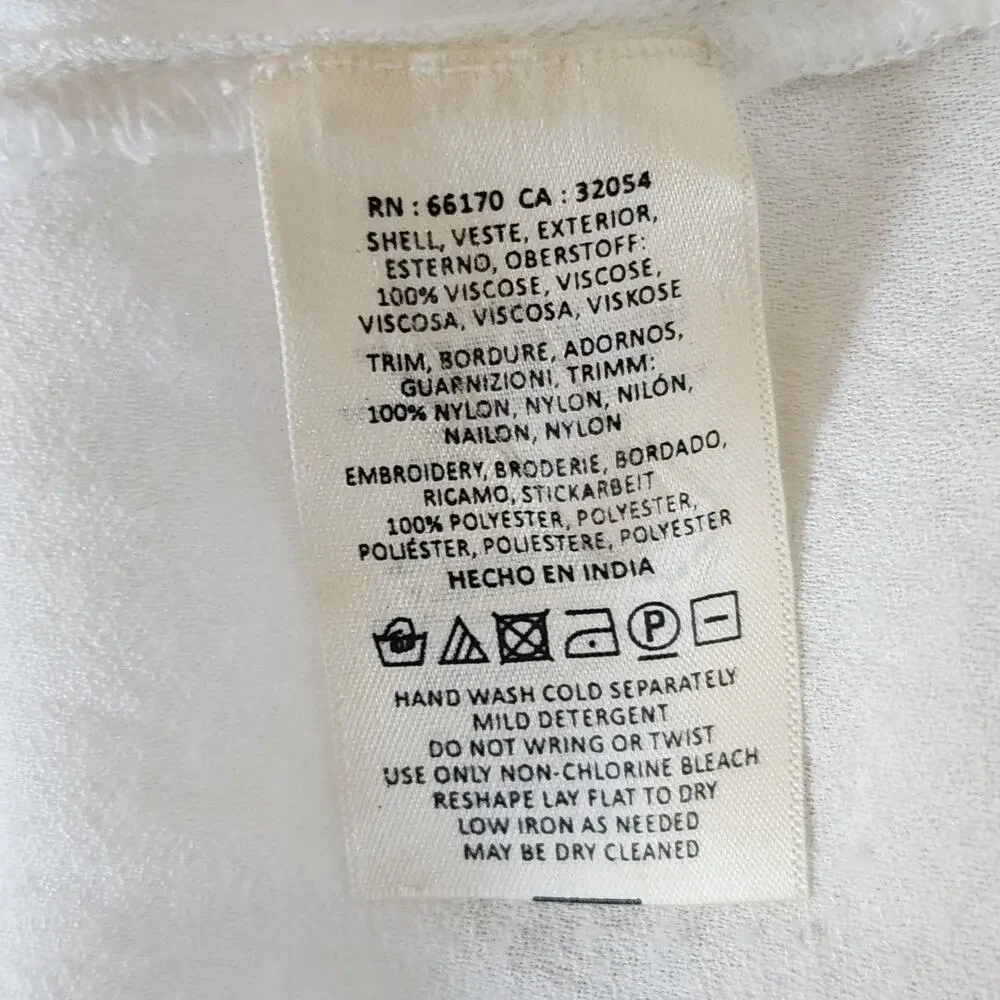 RN : 66170 CA : 32054
SHELL, VESTE, EXTERIOR,
ESTERNO, OBERSTOFF:
100% VISCOSE, VISCOSE,
VISCOSA, VISCOSA, VISKOSE
TRIM, BORDURE, ADORNOS,
GUARNIZIONI, TRIMM:
100% NYLON, NYLON, NILÓN,
NAILON, NYLON
EMBROIDERY, BRODERIE, BORDADO,
RICAMO, STICKARBEIT
100% POLYESTER, POLYESTER,
POLIÉSTER, POLIESTERE, POLYESTER
HECHO EN INDIA
P
HAND WASH COLD SEPARATELY
MILD DETERGENT
DO NOT WRING OR TWIST
USE ONLY NON-CHLORINE BLEACH
RESHAPE LAY FLAT TO DRY
LOW IRON AS NEEDED
MAY BE DRY CLEANED